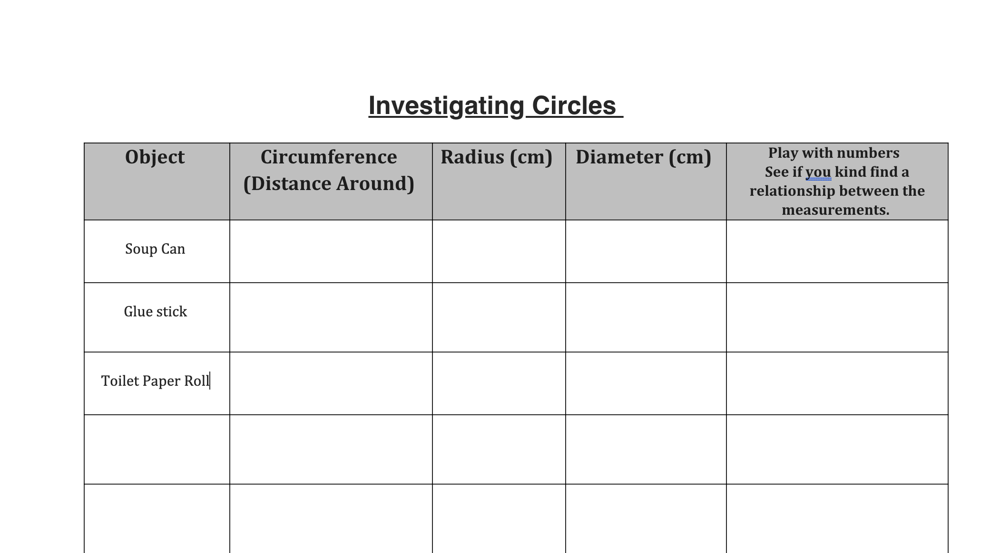 Investigating Circles
Object
Circumference
(Distance Around)
Radius (cm)
Diameter (cm)
Play with numbers
See if you kind find a
relationship between the
measurements.
Soup Can
Glue stick
Toilet Paper Roll